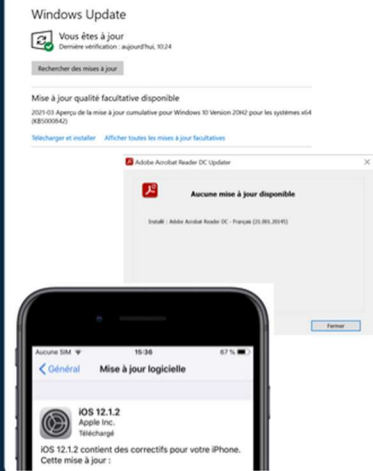 Windows Update
Vous êtes à jour
Dernière vérification : aujourd'hui, 10:24
Rechercher des mises à jour
Mise à jour qualité facultative disponible
2021-03 Aperçu de la mise à jour cumulative pour Windows 10 Version 20H2 pour les systèmes x64
(KB5000842)
Télécharger et installer Afficher toutes les mises à jour facultatives
Adobe Acrobat Reader DC Updater
Aucune mise à jour disponible
Installé : Adobe Acrobat Reader DC - Français (21.001.20145)
Fermer
Aucune SIM 15:36 67 %
Général Mise à jour logicielle
iOS 12.1.2
Apple Inc.
Téléchargé
iOS 12.1.2 contient des correctifs pour votre iPhone.
Cette mise à jour :